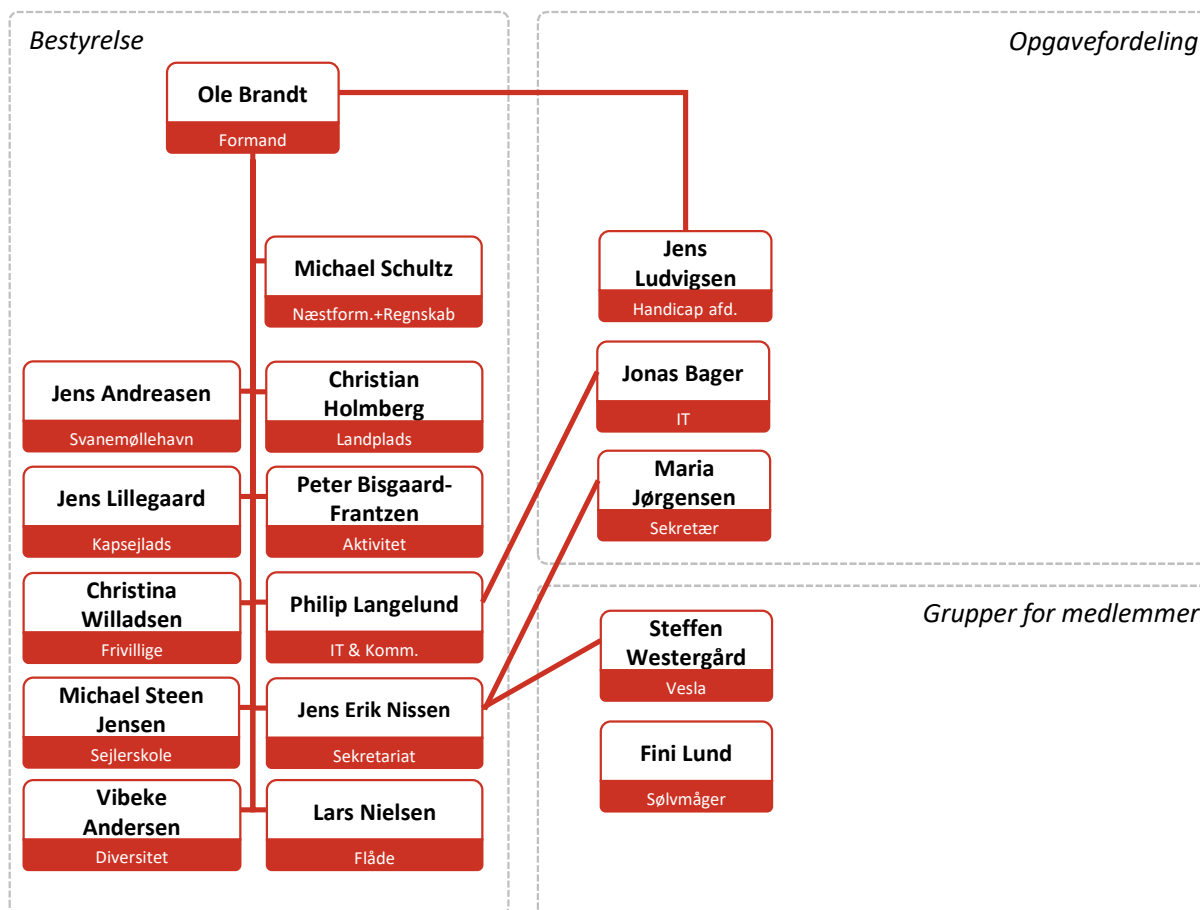 Bestyrelse
Ole Brandt
Formand
Michael Schultz
Næstform.+Regnskab
Jens Andreasen
Svanemøllehavn
Christian
Holmberg
Landplads
Jens Lillegaard
Kapsejlads
Peter Bisgaard-
Frantzen
Aktivitet
Christina
Willadsen
Frivillige
Philip Langelund
IT & Komm.
Michael Steen
Jensen
Sejlerskole
Jens Erik Nissen
Sekretariat
Vibeke
Andersen
Diversitet
Lars Nielsen
Flåde
Opgavefordeling
Jens
Ludvigsen
Handicap afd.
Jonas Bager
IT
Maria
Jørgensen
Sekretær
Grupper for medlemmer
Steffen
Westergård
Vesla
Fini Lund
Sølvmåger